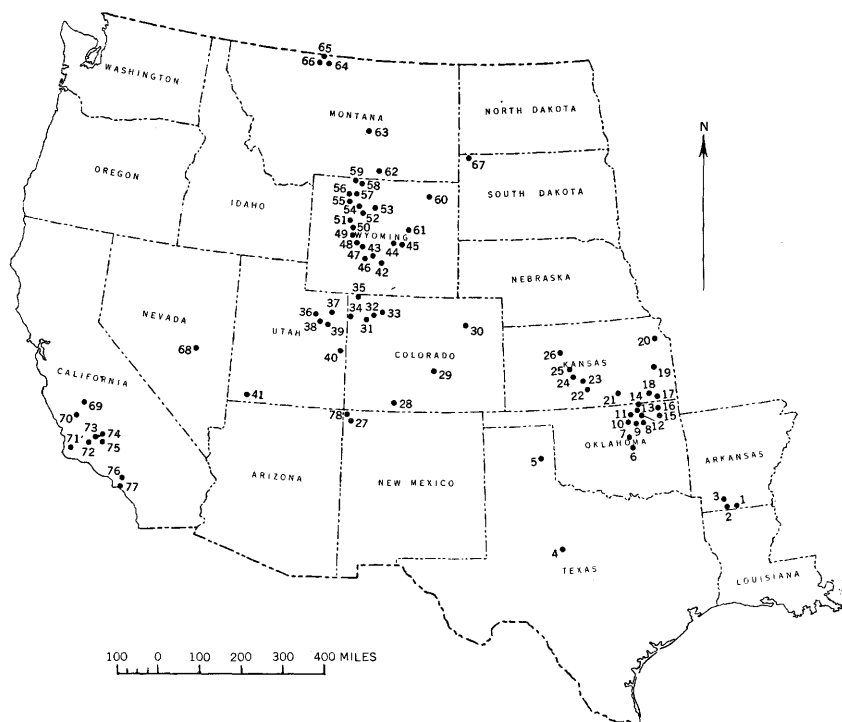 65
66 64
WASHINGTON
NORTH DAKOTA
MONTANA
63
N
67
OREGON
59 62
58
SOUTH DAKOTA
56 57
60
IDAHO
55 53
54
52
51
50 61
49 WYOMING
48 43 44 45
47
46 42
NEBRASKA
35
37 34 32
36 33
NEVADA
38 UTAH 39 31
30
20
26
68
40 COLORADO
KANSAS
25
29
24 23
19
CALIFORNIA
22
18
21 14 17
69
41
28
13 16
70
78
11
27
15
10 12
9 8
73 74
7
OKLAHOMA
71 72 75
6
ARKANSAS
5
ARIZONA
NEW MEXICO
76
77
3 1
2
4
TEXAS
LOUISIANA
100 0 100 200 300 400 MILES